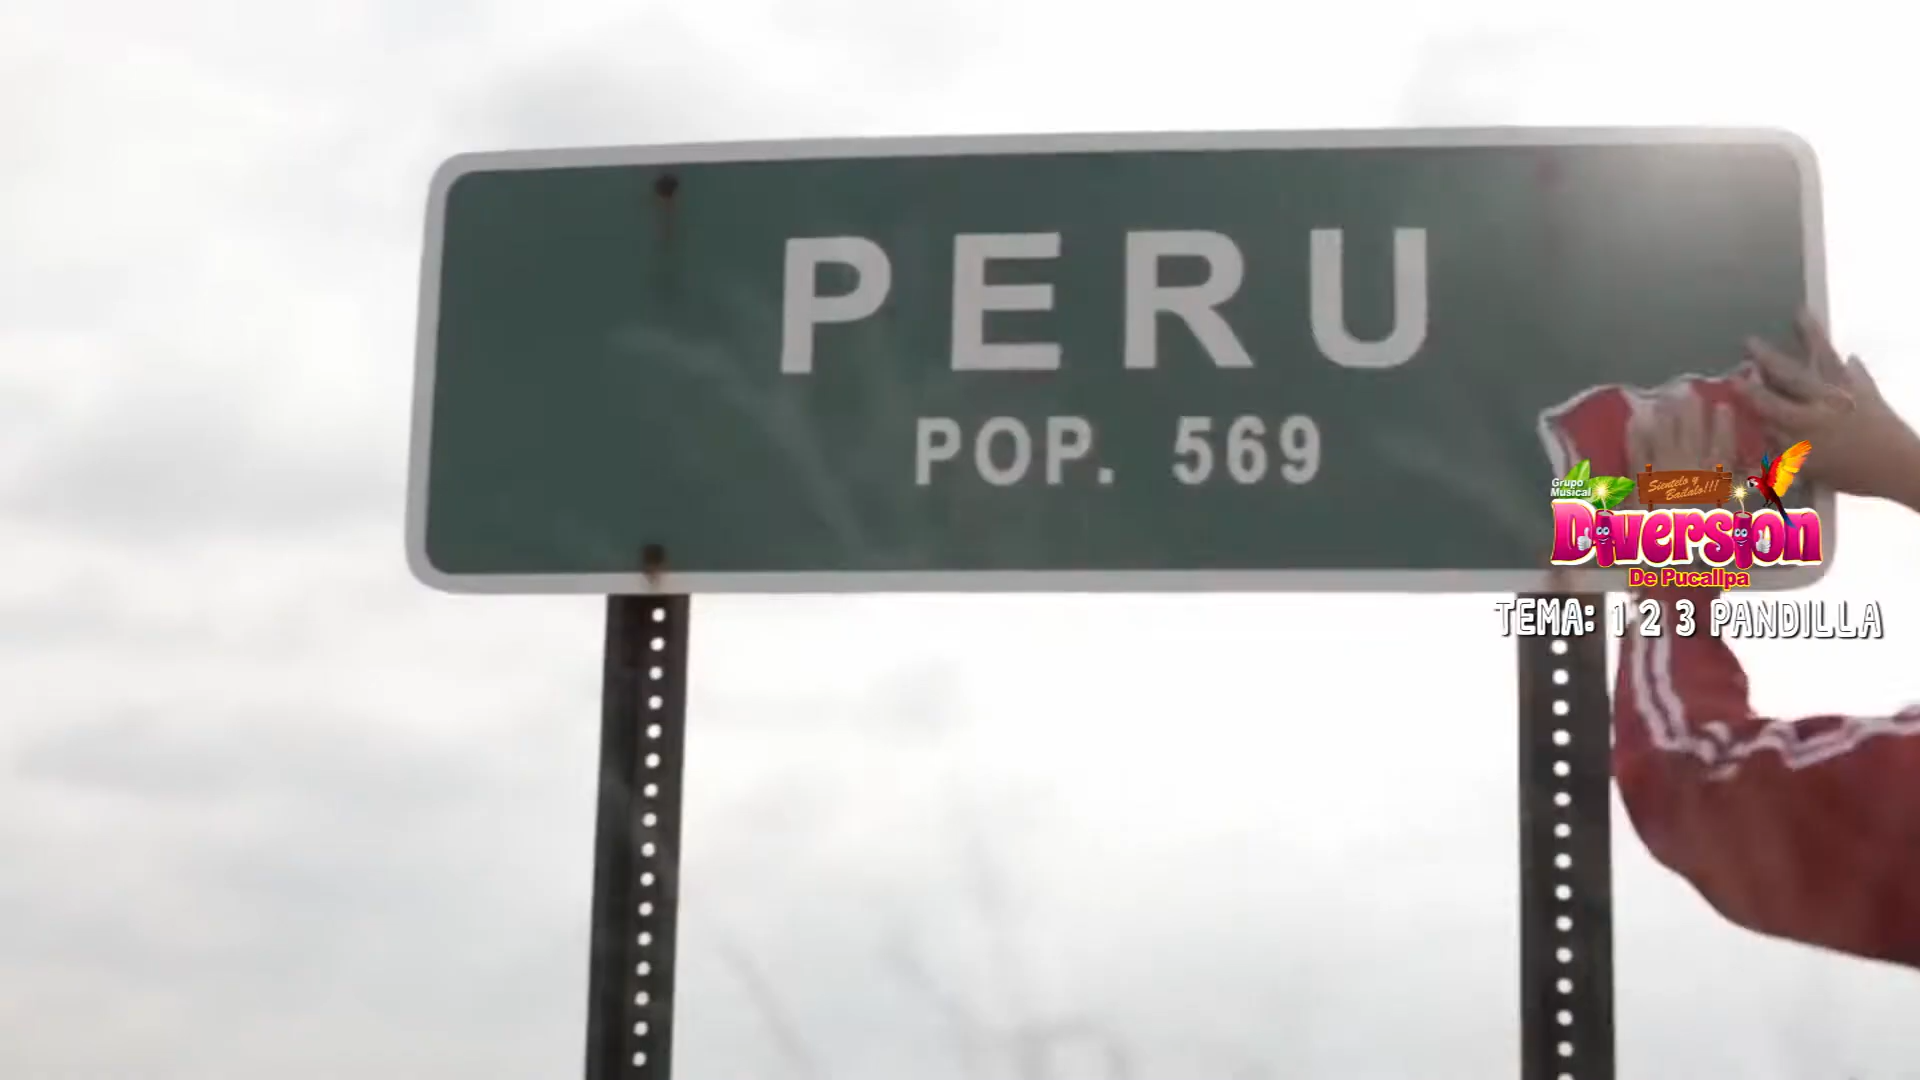 PERU
POP. 569
Grupo
Musical
Sientelo y
Bailalo!!!
Diversion
De Pucallpa
TEMA: 1 2 3 PANDILLA